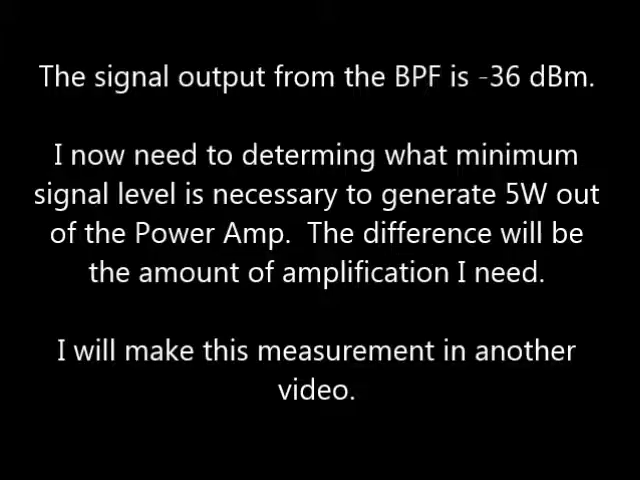 The signal output from the BPF is -36 dBm.
I now need to determing what minimum
signal level is necessary to generate 5W out
of the Power Amp.  The difference will be
the amount of amplification I need.
I will make this measurement in another
video.